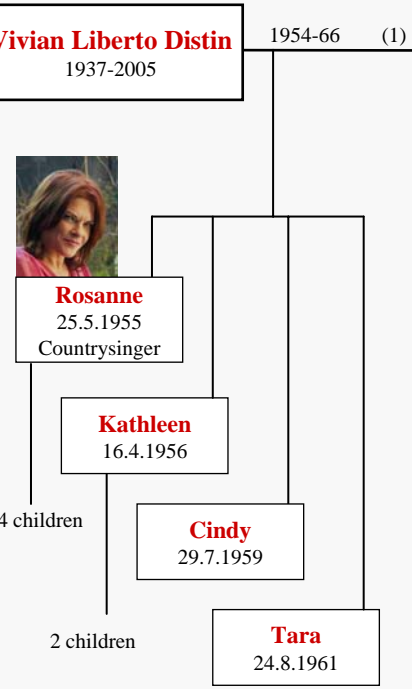 Vivian Liberto Distin
1937-2005
1954-66 (1)
Rosanne
25.5.1955
Countrysinger
Kathleen
16.4.1956
4 children
Cindy
29.7.1959
2 children
Tara
24.8.1961